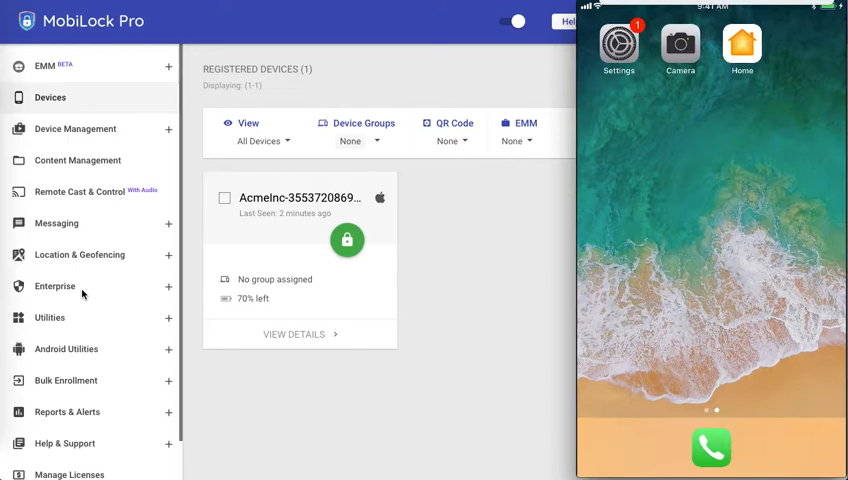 MobiLock Pro
Hel
EMM BETA
Devices
Device Management
Content Management
Remote Cast & Control With Audio
Messaging
Location & Geofencing
Enterprise
Utilities
Android Utilities
Bulk Enrollment
Reports & Alerts
Help & Support
Manage Licenses
REGISTERED DEVICES (1)
Displaying: (1-1)
View
All Devices
Device Groups
None
QR Code
None
EMM
None
AcmeInc-3553720869...
Last Seen: 2 minutes ago
No group assigned
70% left
VIEW DETAILS
9:41 AM
1
Settings
Camera
Home